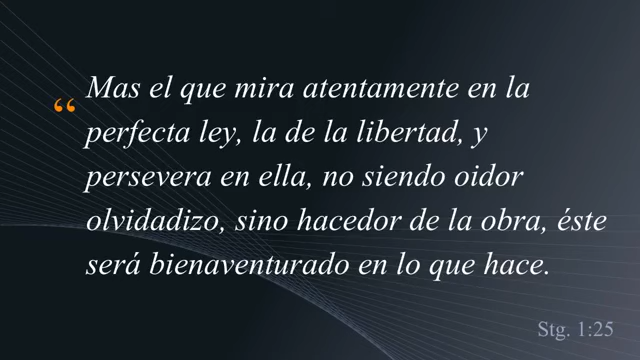 “ Mas el que mira atentamente en la
perfecta ley, la de la libertad, y
persevera en ella, no siendo oidor
olvidadizo, sino hacedor de la obra, éste
será bienaventurado en lo que hace.
Stg. 1:25